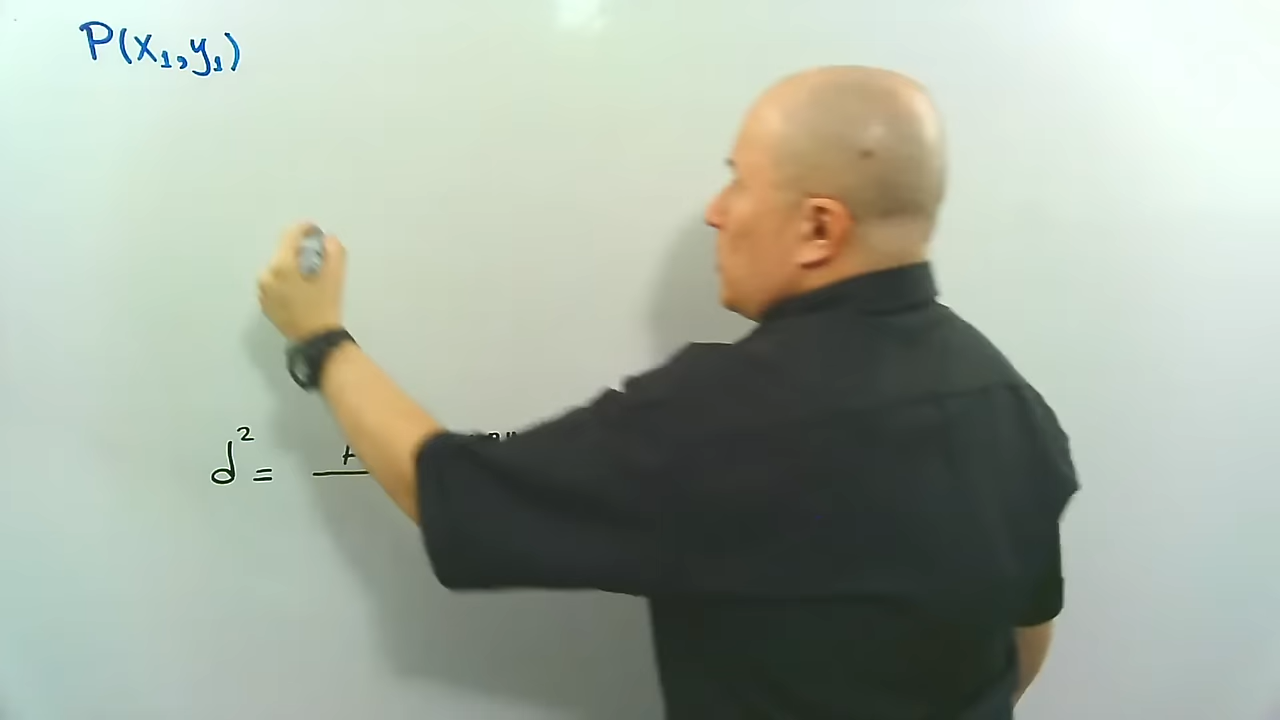 P(x₁,y₁)
d² =